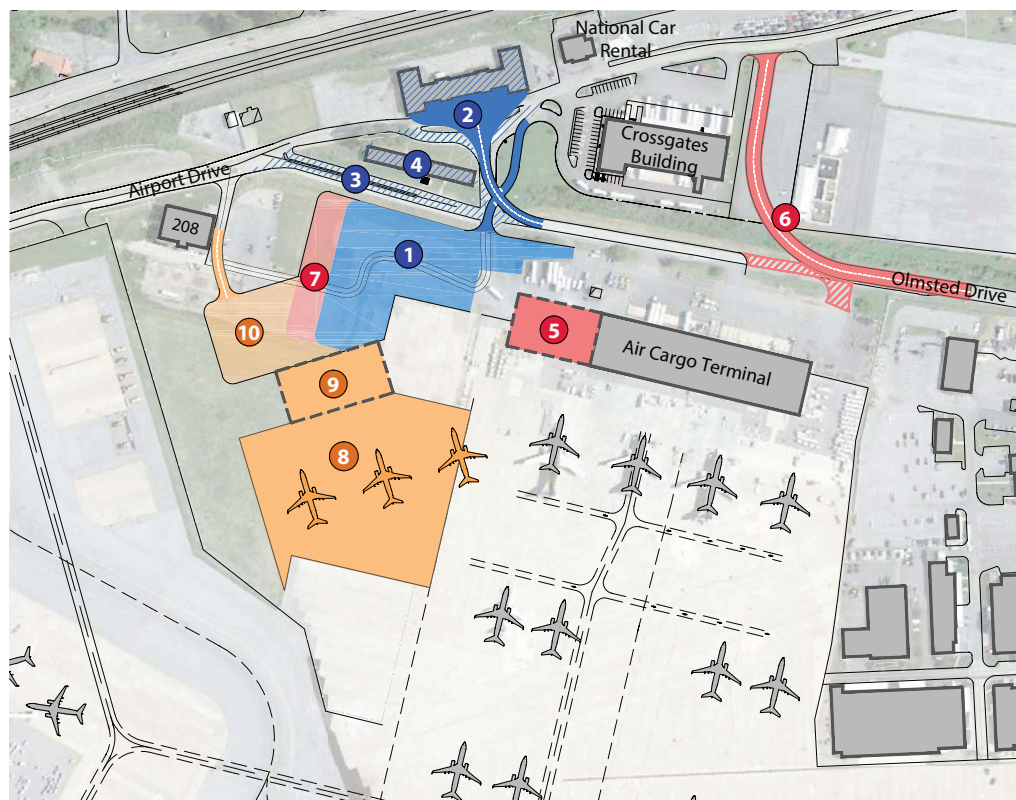 National Car
Rental
2
Crossgates
Building
4
3
Airport Drive
6
208
1
7
Olmsted Drive
10
5
Air Cargo Terminal
9
8